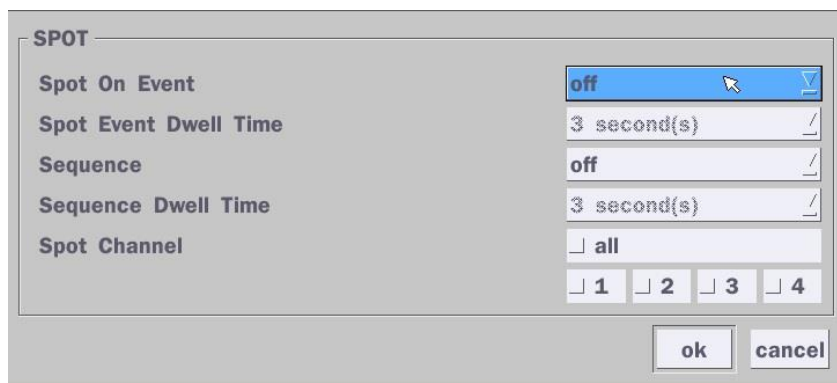 SPOT
Spot On Event off
Spot Event Dwell Time 3 second(s)
Sequence off
Sequence Dwell Time 3 second(s)
Spot Channel all
1 2 3 4
ok cancel